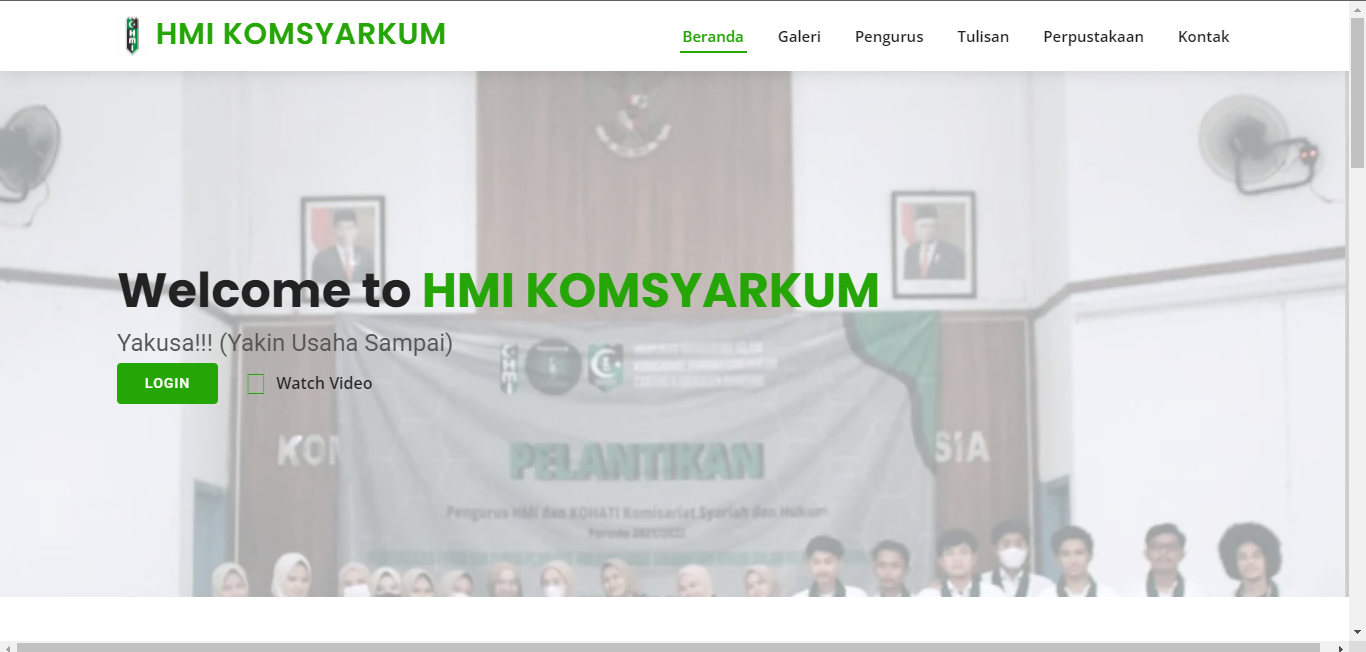 HMI KOMSYARKUM
Beranda Galeri Pengurus Tulisan Perpustakaan Kontak
Welcome to HMI KOMSYARKUM
Yakusa!!! (Yakin Usaha Sampai)
LOGIN Watch Video
KOM SIA
PELANTIKAN
Pengurus HMI dan KOHATI Komisariat Syariah dan Hukum
Periode 2021/2022